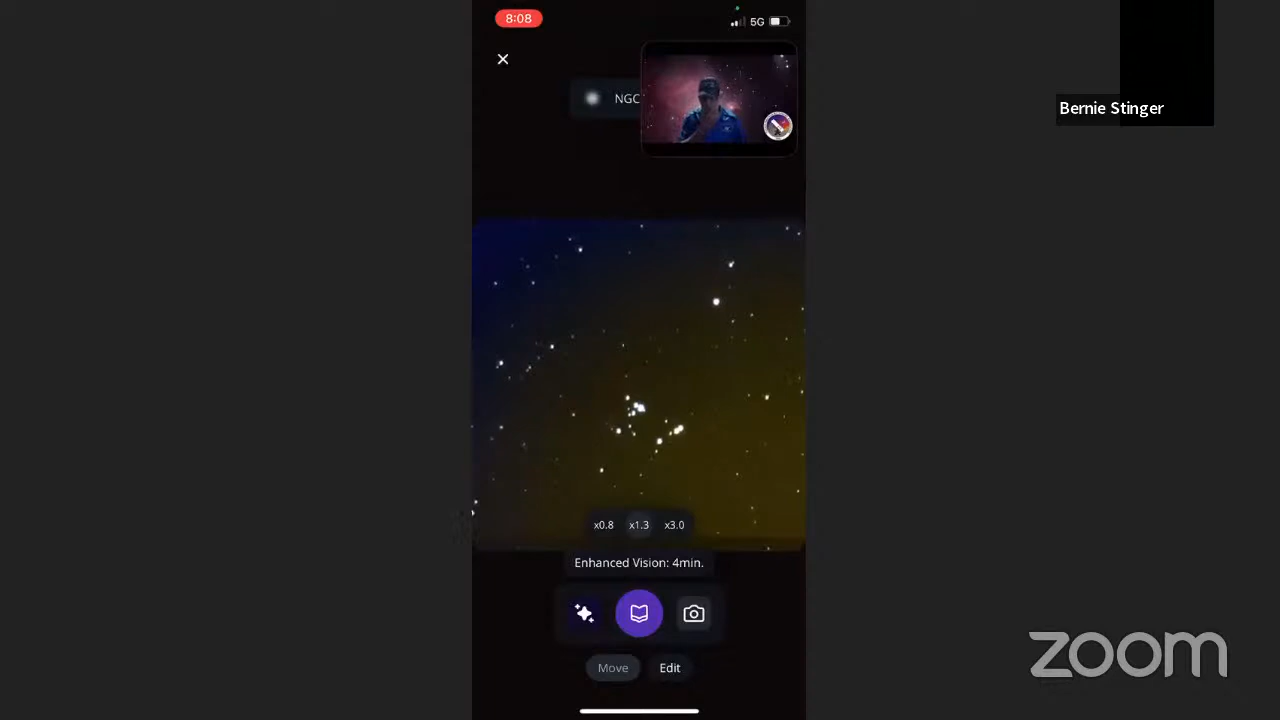 8:08
5G
NGC
Bernie Stinger
x0.8 x1.3 x3.0
Enhanced Vision: 4min.
Move Edit
zoom